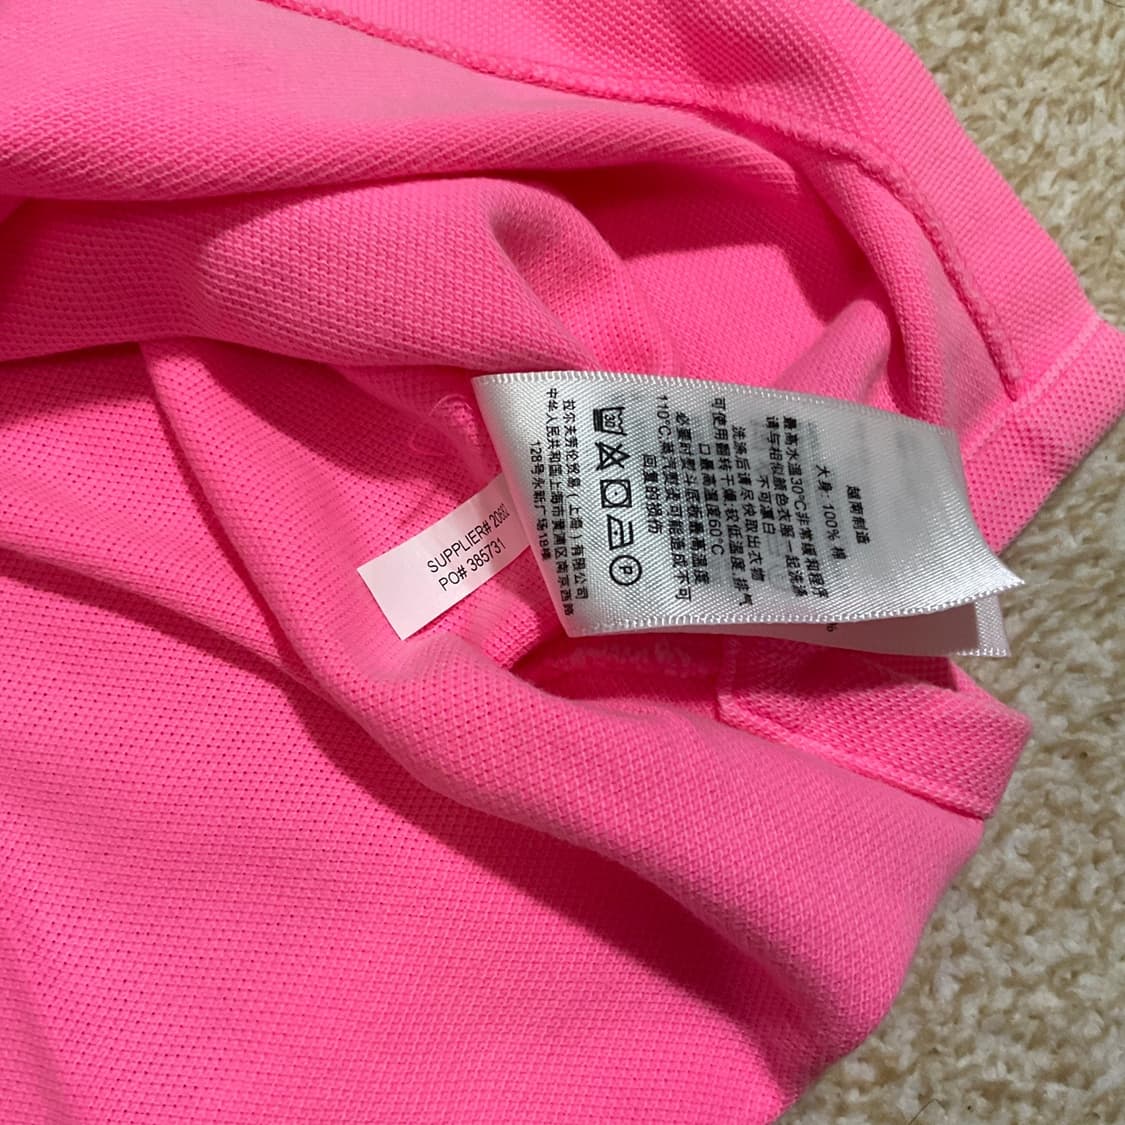 越南制造
大身: 100% 棉
最高水温30°C非常缓和程序
请与相似颜色衣服一起洗涤
不可漂白
洗涤后请尽快取出衣物
可使用翻转干燥较低温度 排气
口最高温度60°C
必要时熨斗底板最高温度
110°C蒸汽熨烫可能造成不可
回复的损伤
30
P
拉尔夫劳伦贸易(上海)有限公司
中华人民共和国上海市黄浦区南京西路
128号永新广场18楼
SUPPLIER#
PO# 385731